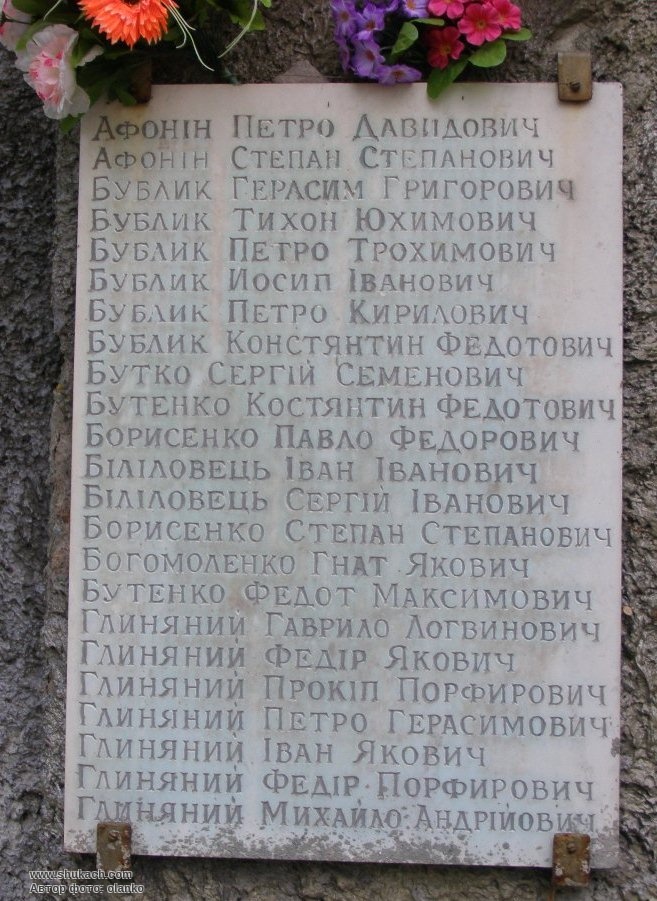 АФОНІН ПЕТРО ДАВИДОВИЧ
АФОНІН СТЕПАН СТЕПАНОВИЧ
БУБЛИК ГЕРАСИМ ГРИГОРОВИЧ
БУБЛИК ТИХОН ЮХИМОВИЧ
БУБЛИК ПЕТРО ТРОХИМОВИЧ
БУБЛИК ИОСИП ІВАНОВИЧ
БУБЛИК ПЕТРО КИРИЛОВИЧ
БУБЛИК КОНСТЯНТИН ФЕДОТОВИЧ
БУТКО СЕРГІЙ СЕМЕНОВИЧ
БУТЕНКО КОСТЯНТИН ФЕДОТОВИЧ
БОРИСЕНКО ПАВЛО ФЕДОРОВИЧ
БІЛІЛОВЕЦЬ ІВАН ІВАНОВИЧ
БІЛІЛОВЕЦЬ СЕРГІЙ ІВАНОВИЧ
БОРИСЕНКО СТЕПАН СТЕПАНОВИЧ
БОГОМОЛЕНКО ГНАТ ЯКОВИЧ
БУТЕНКО ФЕДОТ МАКСИМОВИЧ
ГЛИНЯНИЙ ГАВРИЛО ЛОГВИНОВИЧ
ГЛИНЯНИЙ ФЕДІР ЯКОВИЧ
ГЛИНЯНИЙ ПРОКІП ПОРФИРОВИЧ
ГЛИНЯНИЙ ПЕТРО ГЕРАСИМОВИЧ
ГЛИНЯНИЙ ІВАН ЯКОВИЧ
ГЛИНЯНИЙ ФЕДІР ПОРФИРОВИЧ
ГЛИНЯНИЙ МИХАЙЛО АНДРІЙОВИЧ
www.shukach.com
Автор фото: olanko